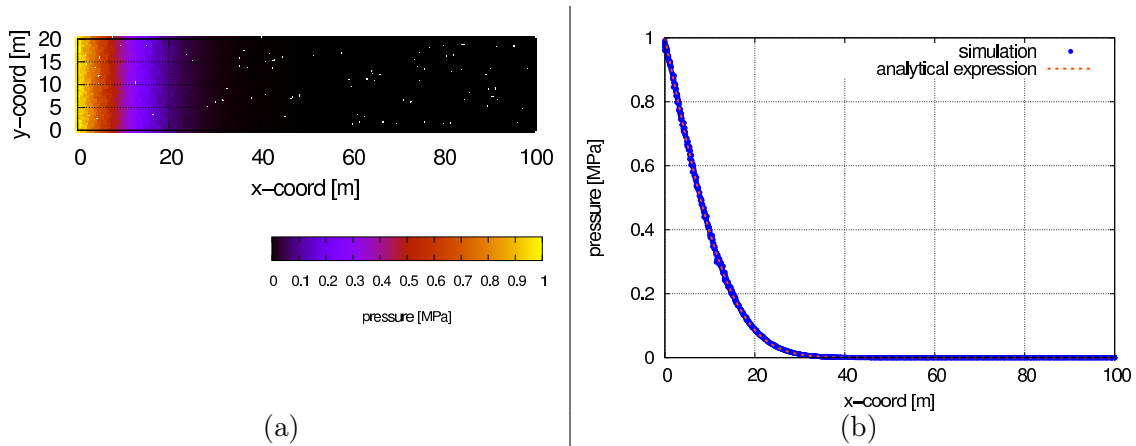 20
15
10
5
0
y−coord [m]
0 20 40 60 80 100
x−coord [m]
0 0.1 0.2 0.3 0.4 0.5 0.6 0.7 0.8 0.9 1
pressure [MPa]
(a)
1
0.8
0.6
0.4
0.2
0
pressure [MPa]
simulation
analytical expression
0 20 40 60 80 100
x−coord [m]
(b)